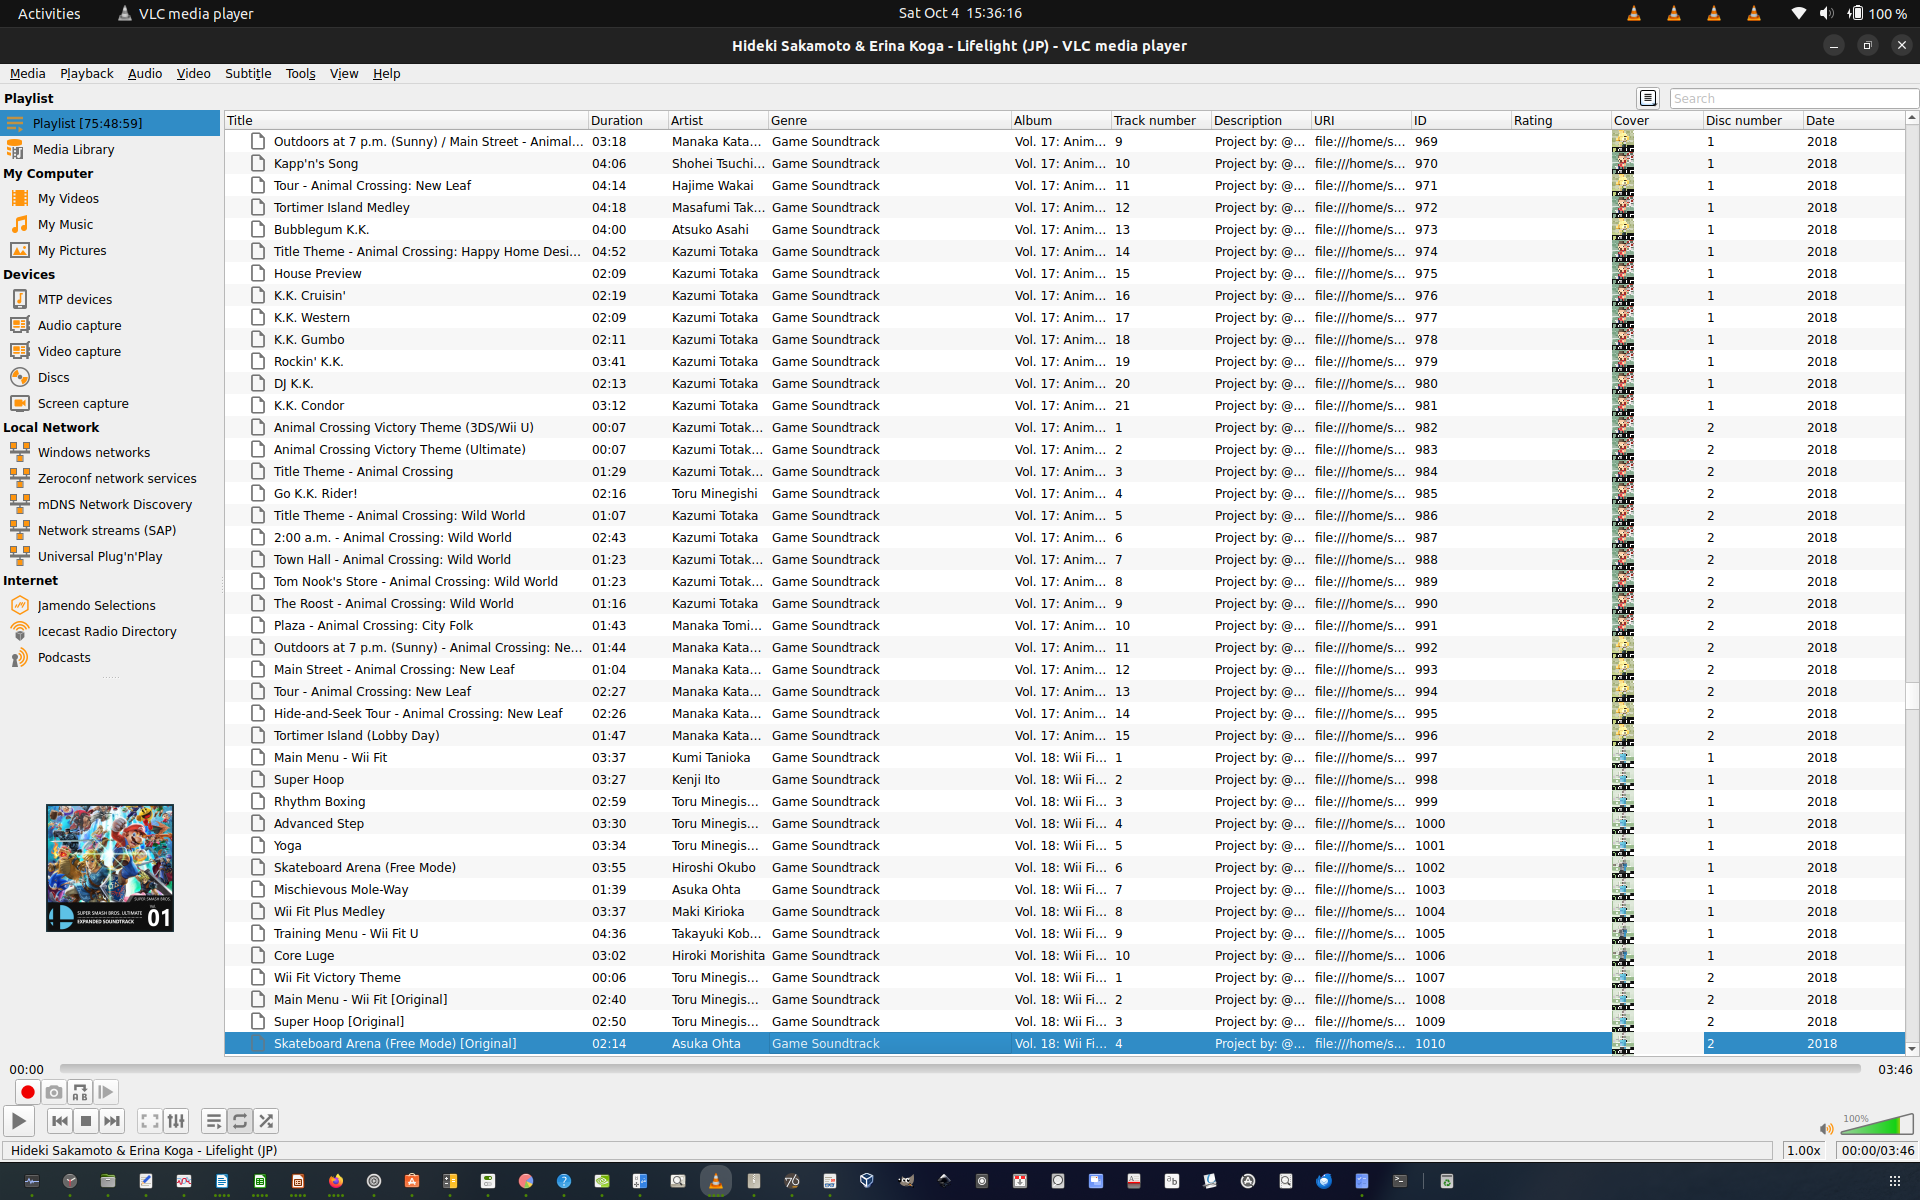 Activities VLC media player Sat Oct 4 15:36:16 100 %
Hideki Sakamoto & Erina Koga - Lifelight (JP) - VLC media player
Media Playback Audio Video Subtitle Tools View Help
Playlist
Search
Playlist [75:48:59]
Media Library
My Computer
My Videos
My Music
My Pictures
Devices
MTP devices
Audio capture
Video capture
Discs
Screen capture
Local Network
Windows networks
Zeroconf network services
mDNS Network Discovery
Network streams (SAP)
Universal Plug'n'Play
Internet
Jamendo Selections
Icecast Radio Directory
Podcasts
SUPER SMASH BROS. ULTIMATE
EXPANDED SOUNDTRACK
01
Title Duration Artist Genre Album Track number Description URI ID Rating Cover Disc number Date
Outdoors at 7 p.m. (Sunny) / Main Street - Animal... 03:18 Manaka Kata... Game Soundtrack Vol. 17: Anim... 9 Project by: @... file:///home/s... 969 1 2018
Kapp'n's Song 04:06 Shohei Tsuchi... Game Soundtrack Vol. 17: Anim... 10 Project by: @... file:///home/s... 970 1 2018
Tour - Animal Crossing: New Leaf 04:14 Hajime Wakai Game Soundtrack Vol. 17: Anim... 11 Project by: @... file:///home/s... 971 1 2018
Tortimer Island Medley 04:18 Masafumi Tak... Game Soundtrack Vol. 17: Anim... 12 Project by: @... file:///home/s... 972 1 2018
Bubblegum K.K. 04:00 Atsuko Asahi Game Soundtrack Vol. 17: Anim... 13 Project by: @... file:///home/s... 973 1 2018
Title Theme - Animal Crossing: Happy Home Desi... 04:52 Kazumi Totaka Game Soundtrack Vol. 17: Anim... 14 Project by: @... file:///home/s... 974 1 2018
House Preview 02:09 Kazumi Totaka Game Soundtrack Vol. 17: Anim... 15 Project by: @... file:///home/s... 975 1 2018
K.K. Cruisin' 02:19 Kazumi Totaka Game Soundtrack Vol. 17: Anim... 16 Project by: @... file:///home/s... 976 1 2018
K.K. Western 02:09 Kazumi Totaka Game Soundtrack Vol. 17: Anim... 17 Project by: @... file:///home/s... 977 1 2018
K.K. Gumbo 02:11 Kazumi Totaka Game Soundtrack Vol. 17: Anim... 18 Project by: @... file:///home/s... 978 1 2018
Rockin' K.K. 03:41 Kazumi Totaka Game Soundtrack Vol. 17: Anim... 19 Project by: @... file:///home/s... 979 1 2018
DJ K.K. 02:13 Kazumi Totaka Game Soundtrack Vol. 17: Anim... 20 Project by: @... file:///home/s... 980 1 2018
K.K. Condor 03:12 Kazumi Totaka Game Soundtrack Vol. 17: Anim... 21 Project by: @... file:///home/s... 981 1 2018
Animal Crossing Victory Theme (3DS/Wii U) 00:07 Kazumi Totaka Game Soundtrack Vol. 17: Anim... 1 Project by: @... file:///home/s... 982 2 2018
Animal Crossing Victory Theme (Ultimate) 00:07 Kazumi Totak... Game Soundtrack Vol. 17: Anim... 2 Project by: @... file:///home/s... 983 2 2018
Title Theme - Animal Crossing 01:29 Kazumi Totak... Game Soundtrack Vol. 17: Anim... 3 Project by: @... file:///home/s... 984 2 2018
Go K.K. Rider! 02:16 Toru Minegishi Game Soundtrack Vol. 17: Anim... 4 Project by: @... file:///home/s... 985 2 2018
Title Theme - Animal Crossing: Wild World 01:07 Kazumi Totaka Game Soundtrack Vol. 17: Anim... 5 Project by: @... file:///home/s... 986 2 2018
2:00 a.m. - Animal Crossing: Wild World 02:43 Kazumi Totaka Game Soundtrack Vol. 17: Anim... 6 Project by: @... file:///home/s... 987 2 2018
Town Hall - Animal Crossing: Wild World 01:23 Kazumi Totak... Game Soundtrack Vol. 17: Anim... 7 Project by: @... file:///home/s... 988 2 2018
Tom Nook's Store - Animal Crossing: Wild World 01:23 Kazumi Totak... Game Soundtrack Vol. 17: Anim... 8 Project by: @... file:///home/s... 989 2 2018
The Roost - Animal Crossing: Wild World 01:16 Kazumi Totaka Game Soundtrack Vol. 17: Anim... 9 Project by: @... file:///home/s... 990 2 2018
Plaza - Animal Crossing: City Folk 01:43 Manaka Tomi... Game Soundtrack Vol. 17: Anim... 10 Project by: @... file:///home/s... 991 2 2018
Outdoors at 7 p.m. (Sunny) - Animal Crossing: Ne... 01:44 Manaka Kata... Game Soundtrack Vol. 17: Anim... 11 Project by: @... file:///home/s... 992 2 2018
Main Street - Animal Crossing: New Leaf 01:04 Manaka Kata... Game Soundtrack Vol. 17: Anim... 12 Project by: @... file:///home/s... 993 2 2018
Tour - Animal Crossing: New Leaf 02:27 Manaka Kata... Game Soundtrack Vol. 17: Anim... 13 Project by: @... file:///home/s... 994 2 2018
Hide-and-Seek Tour - Animal Crossing: New Leaf 02:26 Manaka Kata... Game Soundtrack Vol. 17: Anim... 14 Project by: @... file:///home/s... 995 2 2018
Tortimer Island (Lobby Day) 01:47 Manaka Kata... Game Soundtrack Vol. 17: Anim... 15 Project by: @... file:///home/s... 996 2 2018
Main Menu - Wii Fit 03:37 Kumi Tanioka Game Soundtrack Vol. 18: Wii Fi... 1 Project by: @... file:///home/s... 997 1 2018
Super Hoop 03:27 Kenji Ito Game Soundtrack Vol. 18: Wii Fi... 2 Project by: @... file:///home/s... 998 1 2018
Rhythm Boxing 02:59 Toru Minegis... Game Soundtrack Vol. 18: Wii Fi... 3 Project by: @... file:///home/s... 999 1 2018
Advanced Step 03:30 Toru Minegis... Game Soundtrack Vol. 18: Wii Fi... 4 Project by: @... file:///home/s... 1000 1 2018
Yoga 03:34 Toru Minegis... Game Soundtrack Vol. 18: Wii Fi... 5 Project by: @... file:///home/s... 1001 1 2018
Skateboard Arena (Free Mode) 03:55 Hiroshi Okubo Game Soundtrack Vol. 18: Wii Fi... 6 Project by: @... file:///home/s... 1002 1 2018
Mischievous Mole-Way 01:39 Asuka Ohta Game Soundtrack Vol. 18: Wii Fi... 7 Project by: @... file:///home/s... 1003 1 2018
Wii Fit Plus Medley 03:37 Maki Kirioka Game Soundtrack Vol. 18: Wii Fi... 8 Project by: @... file:///home/s... 1004 1 2018
Training Menu - Wii Fit U 04:36 Takayuki Kob... Game Soundtrack Vol. 18: Wii Fi... 9 Project by: @... file:///home/s... 1005 1 2018
Core Luge 03:02 Hiroki Morishita Game Soundtrack Vol. 18: Wii Fi... 10 Project by: @... file:///home/s... 1006 1 2018
Wii Fit Victory Theme 00:06 Toru Minegis... Game Soundtrack Vol. 18: Wii Fi... 1 Project by: @... file:///home/s... 1007 2 2018
Main Menu - Wii Fit [Original] 02:40 Toru Minegis... Game Soundtrack Vol. 18: Wii Fi... 2 Project by: @... file:///home/s... 1008 2 2018
Super Hoop [Original] 02:50 Toru Minegis... Game Soundtrack Vol. 18: Wii Fi... 3 Project by: @... file:///home/s... 1009 2 2018
Skateboard Arena (Free Mode) [Original] 02:14 Asuka Ohta Game Soundtrack Vol. 18: Wii Fi... 4 Project by: @... file:///home/s... 1010 2 2018
00:00 03:46
100%
Hideki Sakamoto & Erina Koga - Lifelight (JP) 1.00x 00:00/03:46